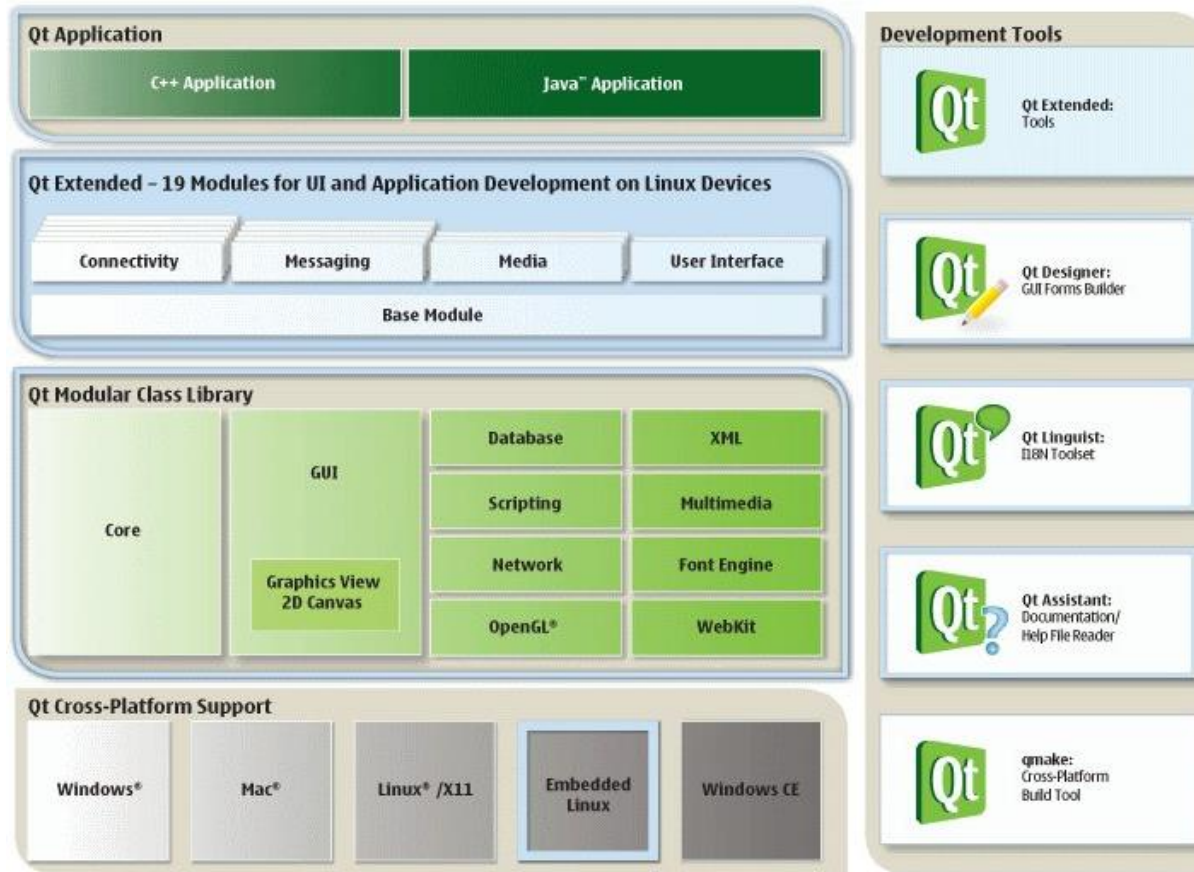 Qt Application
C++ Application
Java™ Application
Qt Extended – 19 Modules for UI and Application Development on Linux Devices
Connectivity
Messaging
Media
User Interface
Base Module
Qt Modular Class Library
Core
GUI
Graphics View
2D Canvas
Database
XML
Scripting
Multimedia
Network
Font Engine
OpenGL®
WebKit
Qt Cross-Platform Support
Windows®
Mac®
Linux® /X11
Embedded
Linux
Windows CE
Development Tools
Qt
Qt Extended:
Tools
Qt
Qt Designer:
GUI Forms Builder
Qt
Qt Linguist:
I18N Toolset
Qt
?
Qt Assistant:
Documentation/
Help File Reader
Qt
qmake:
Cross-Platform
Build Tool